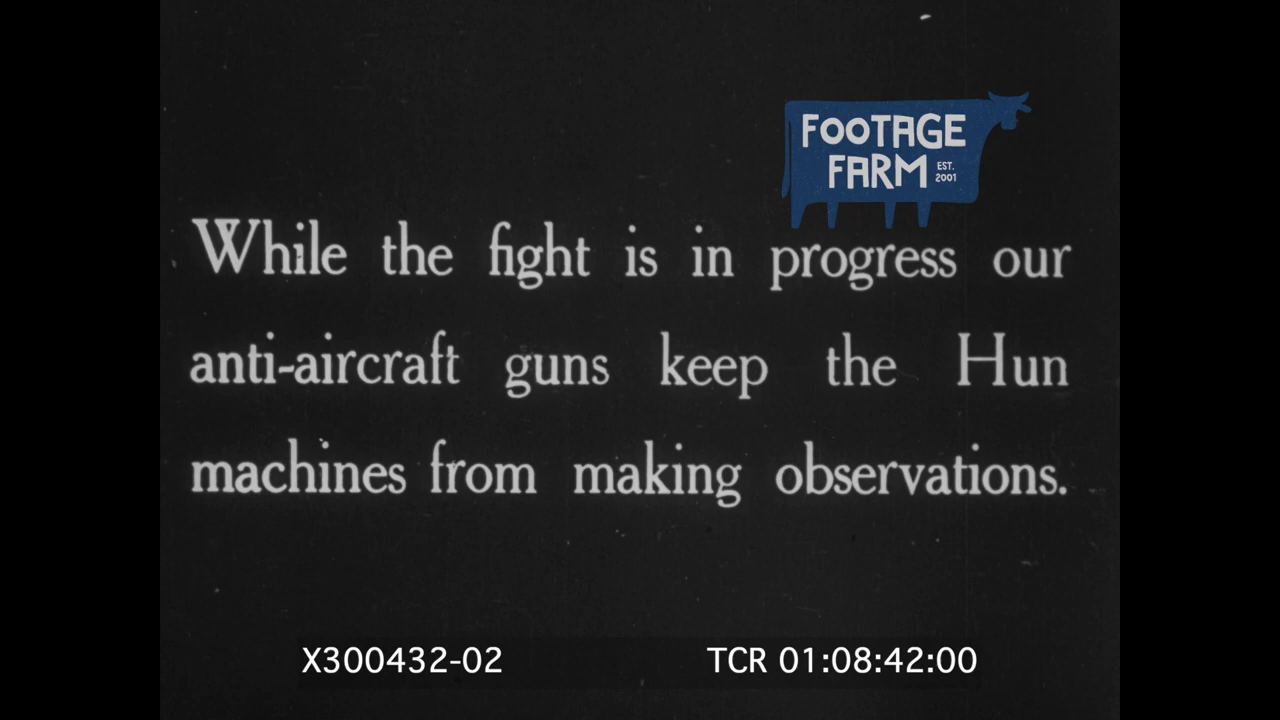 FOOTAGE
FARM EST.
2001
While the fight is in progress our
anti-aircraft guns keep the Hun
machines from making observations.
X300432-02 TCR 01:08:42:00